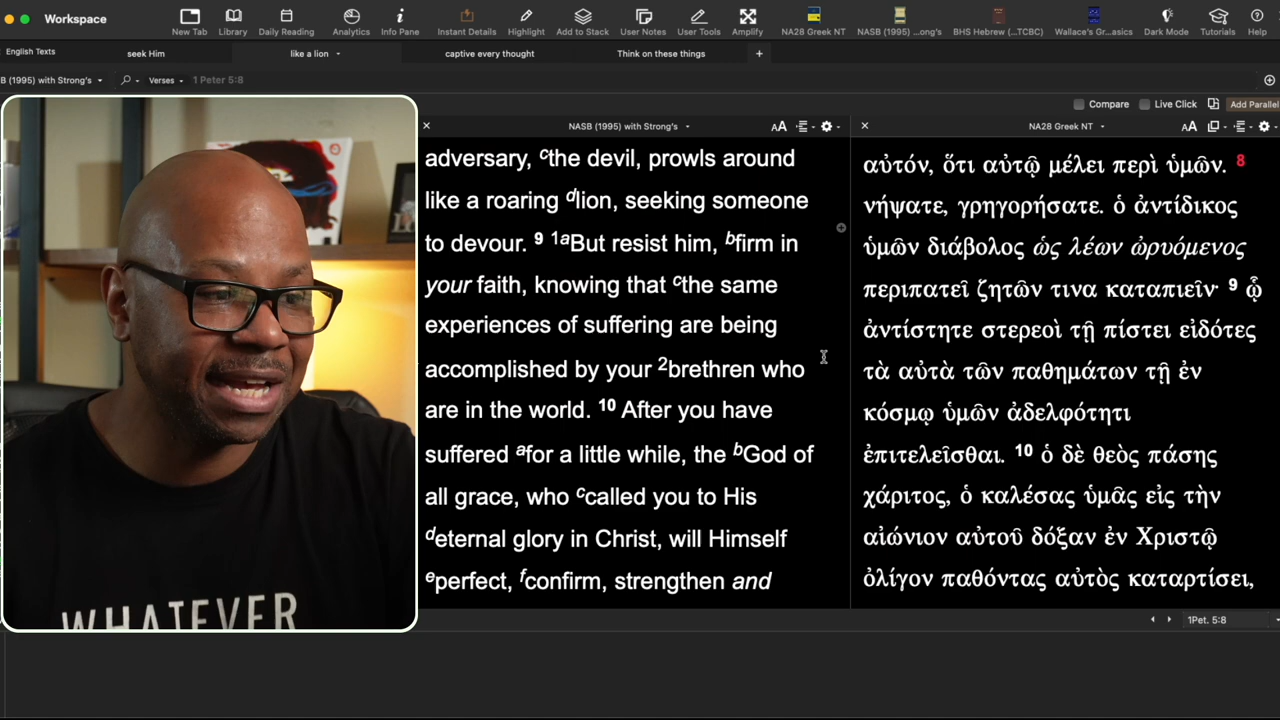 Workspace
New Tab
Library
Daily Reading
Analytics
Info Pane
Instant Details
Highlight
Add to Stack
User Notes
User Tools
Amplify
NA28 Greek NT
NASB (1995) ...ong's
BHS Hebrew (...TCBC)
Wallace's Gr...asics
Dark Mode
Tutorials
Help
English Texts
seek Him
like a lion
captive everything
Think on these things
B (1995) with Strong's
Verses
1 Peter 5:8
Compare
Live Click
Add Parallel
NASB (1995) with Strong's
adversary, cthe devil, prowls around
like a roaring dlion, seeking someone
to devour. 9 1aBut resist him, bfirm in
your faith, knowing that cthe same
experiences of suffering are being
accomplished by your 2brethren who
are in the world. 10 After you have
suffered afor a little while, the bGod of
all grace, who ccalled you to His
deternal glory in Christ, will Himself
eperfect, fconfirm, strengthen and
NA28 Greek NT
αὐτόν, ὅτι αὐτῷ μέλει περὶ ὑμῶν. 8
νήψατε, γρηγορήσατε. ὁ ἀντίδικος
ὑμῶν διάβολος ὡς λέων ὠρυόμενος
περιπατεῖ ζητῶν τινα καταπιεῖν· 9 ᾧ
ἀντίστητε στερεοὶ τῇ πίστει εἰδότες
τὰ αὐτὰ τῶν παθημάτων τῇ ἐν
κόσμῳ ὑμῶν ἀδελφότητι
ἐπιτελεῖσθαι. 10 ὁ δὲ θεὸς πάσης
χάριτος, ὁ καλέσας ὑμᾶς εἰς τὴν
αἰώνιον αὐτοῦ δόξαν ἐν Χριστῷ
ὀλίγον παθόντας αὐτὸς καταρτίσει,
1Pet. 5:8
WHATEVER